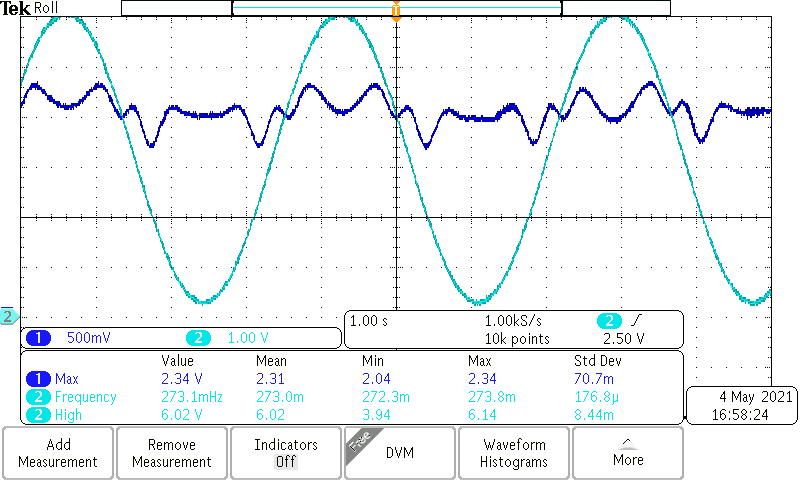 Tek Roll
T
2
1 500mV 2 1.00 V
1.00 s 1.00kS/s 2
10k points 2.50 V
Value Mean Min Max Std Dev
1 Max 2.34 V 2.31 2.04 2.34 70.7m
2 Frequency 273.1mHz 273.0m 272.3m 273.8m 176.8µ
2 High 6.02 V 6.02 3.94 6.14 8.44m
4 May 2021
16:58:24
Add Measurement
Remove Measurement
Indicators Off
Free DVM
Waveform Histograms
More